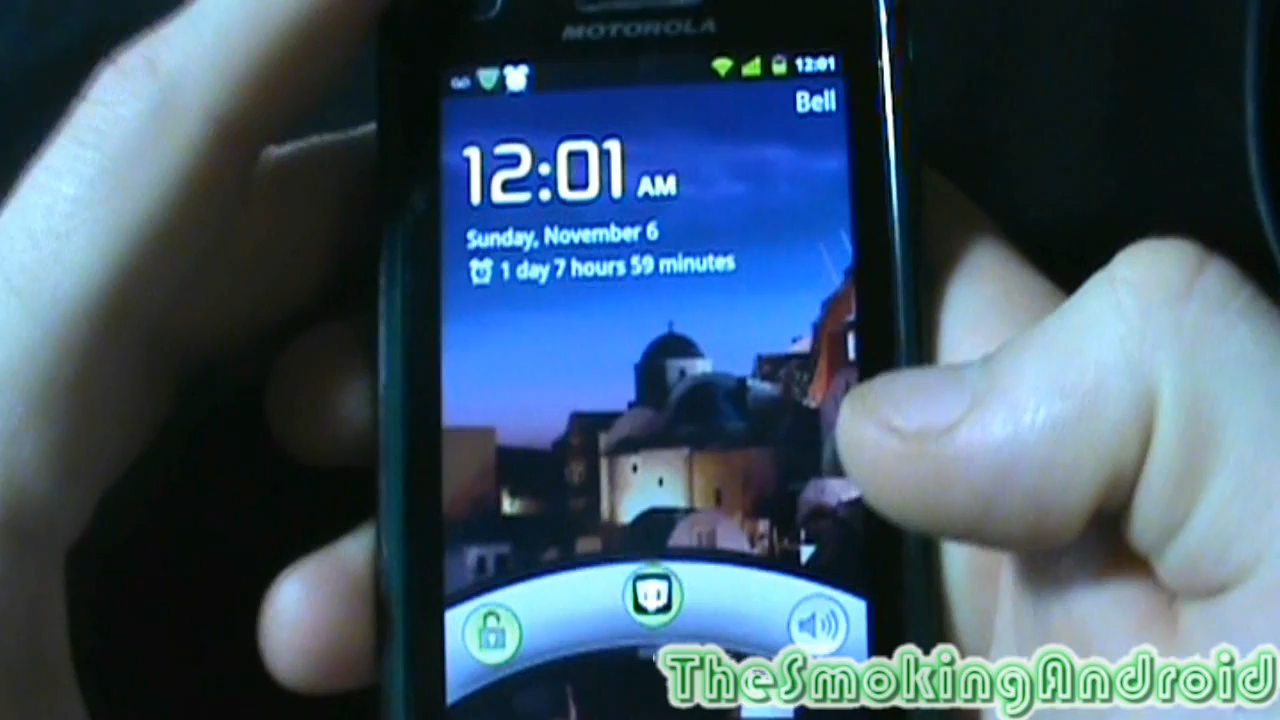 MOTOROLA
12:01
Bell
12:01 AM
Sunday, November 6
1 day 7 hours 59 minutes
TheSmokingAndroid